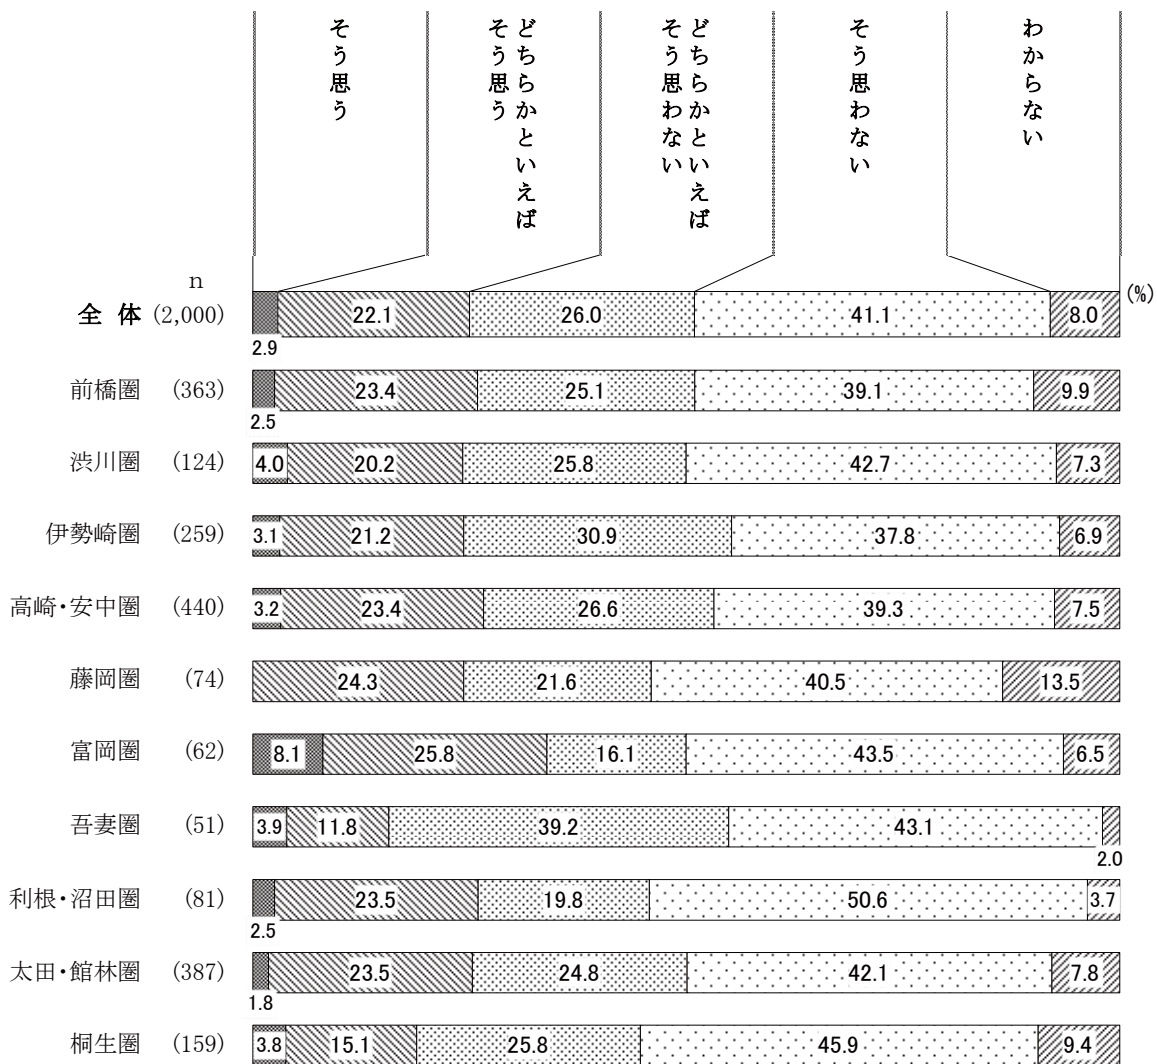 そう思う
どちらかといえば
そう思う
どちらかといえば
そう思わない
そう思わない
わからない
n
(%)
全 体 (2,000) 22.1 26.0 41.1 8.0
2.9
前橋圏 (363) 23.4 25.1 39.1 9.9
2.5
渋川圏 (124) 4.0 20.2 25.8 42.7 7.3
伊勢崎圏 (259) 3.1 21.2 30.9 37.8 6.9
高崎・安中圏 (440) 3.2 23.4 26.6 39.3 7.5
藤岡圏 (74) 24.3 21.6 40.5 13.5
富岡圏 (62) 8.1 25.8 16.1 43.5 6.5
吾妻圏 (51) 3.9 11.8 39.2 43.1
2.0
利根・沼田圏 (81) 23.5 19.8 50.6 3.7
2.5
太田・館林圏 (387) 23.5 24.8 42.1 7.8
1.8
桐生圏 (159) 3.8 15.1 25.8 45.9 9.4